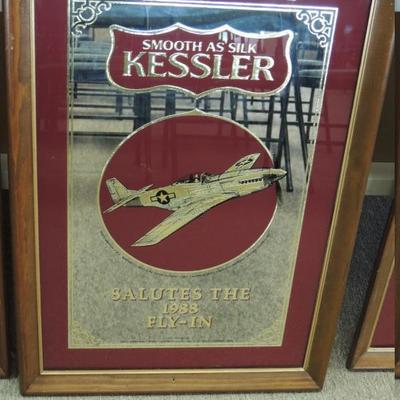 SMOOTH AS SILK
KESSLER
SALUTES THE
1988
FLY-IN